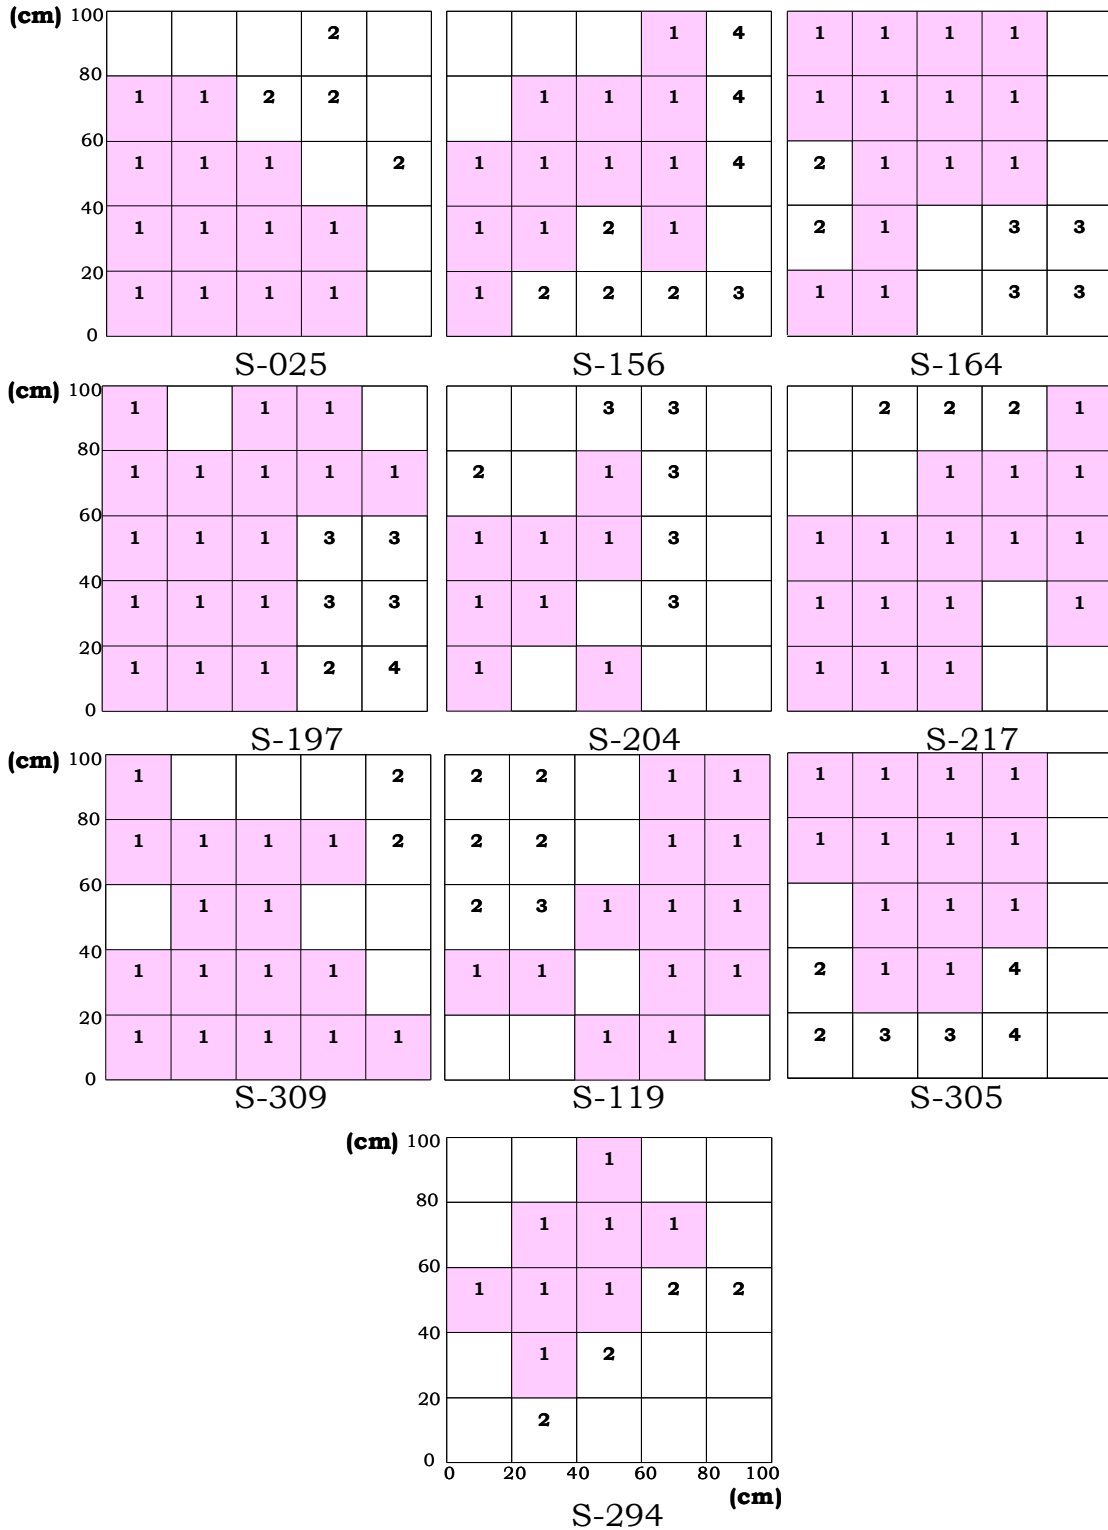 (cm) 100 2 1 4 1 1 1 1
80 1 1 2 2 1 1 1 4 1 1 1 1
60 1 1 1 2 1 1 1 1 4 2 1 1 1
40 1 1 1 1 1 1 2 1 2 1 3 3
20 1 1 1 1 1 2 2 2 3 1 1 3 3
0
S-025 S-156 S-164
(cm) 100 1 1 1 3 3 2 2 2 1
80 1 1 1 1 1 2 1 3 1 1 1
60 1 1 1 3 3 1 1 1 3 1 1 1 1 1
40 1 1 1 3 3 1 1 3 1 1 1 1
20 1 1 1 2 4 1 1 1 1 1
0
S-197 S-204 S-217
(cm) 100 1 2 2 2 1 1 1 1 1 1
80 1 1 1 1 2 2 2 1 1 1 1 1 1
60 1 1 2 3 1 1 1 1 1 1
40 1 1 1 1 1 1 1 1 2 1 1 4
20 1 1 1 1 1 1 1 2 3 3 4
0
S-309 S-119 S-305
(cm) 100 1
80 1 1 1
60 1 1 1 2 2
40 1 2
20 2
0
0 20 40 60 80 100
(cm)
S-294